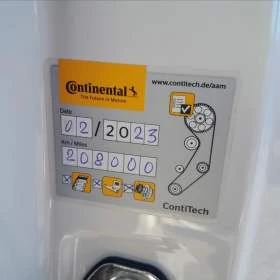 Continental
The Future in Motion
www.contitech.de/aam
Date
02/2023
Km / Miles
208000
ContiTech